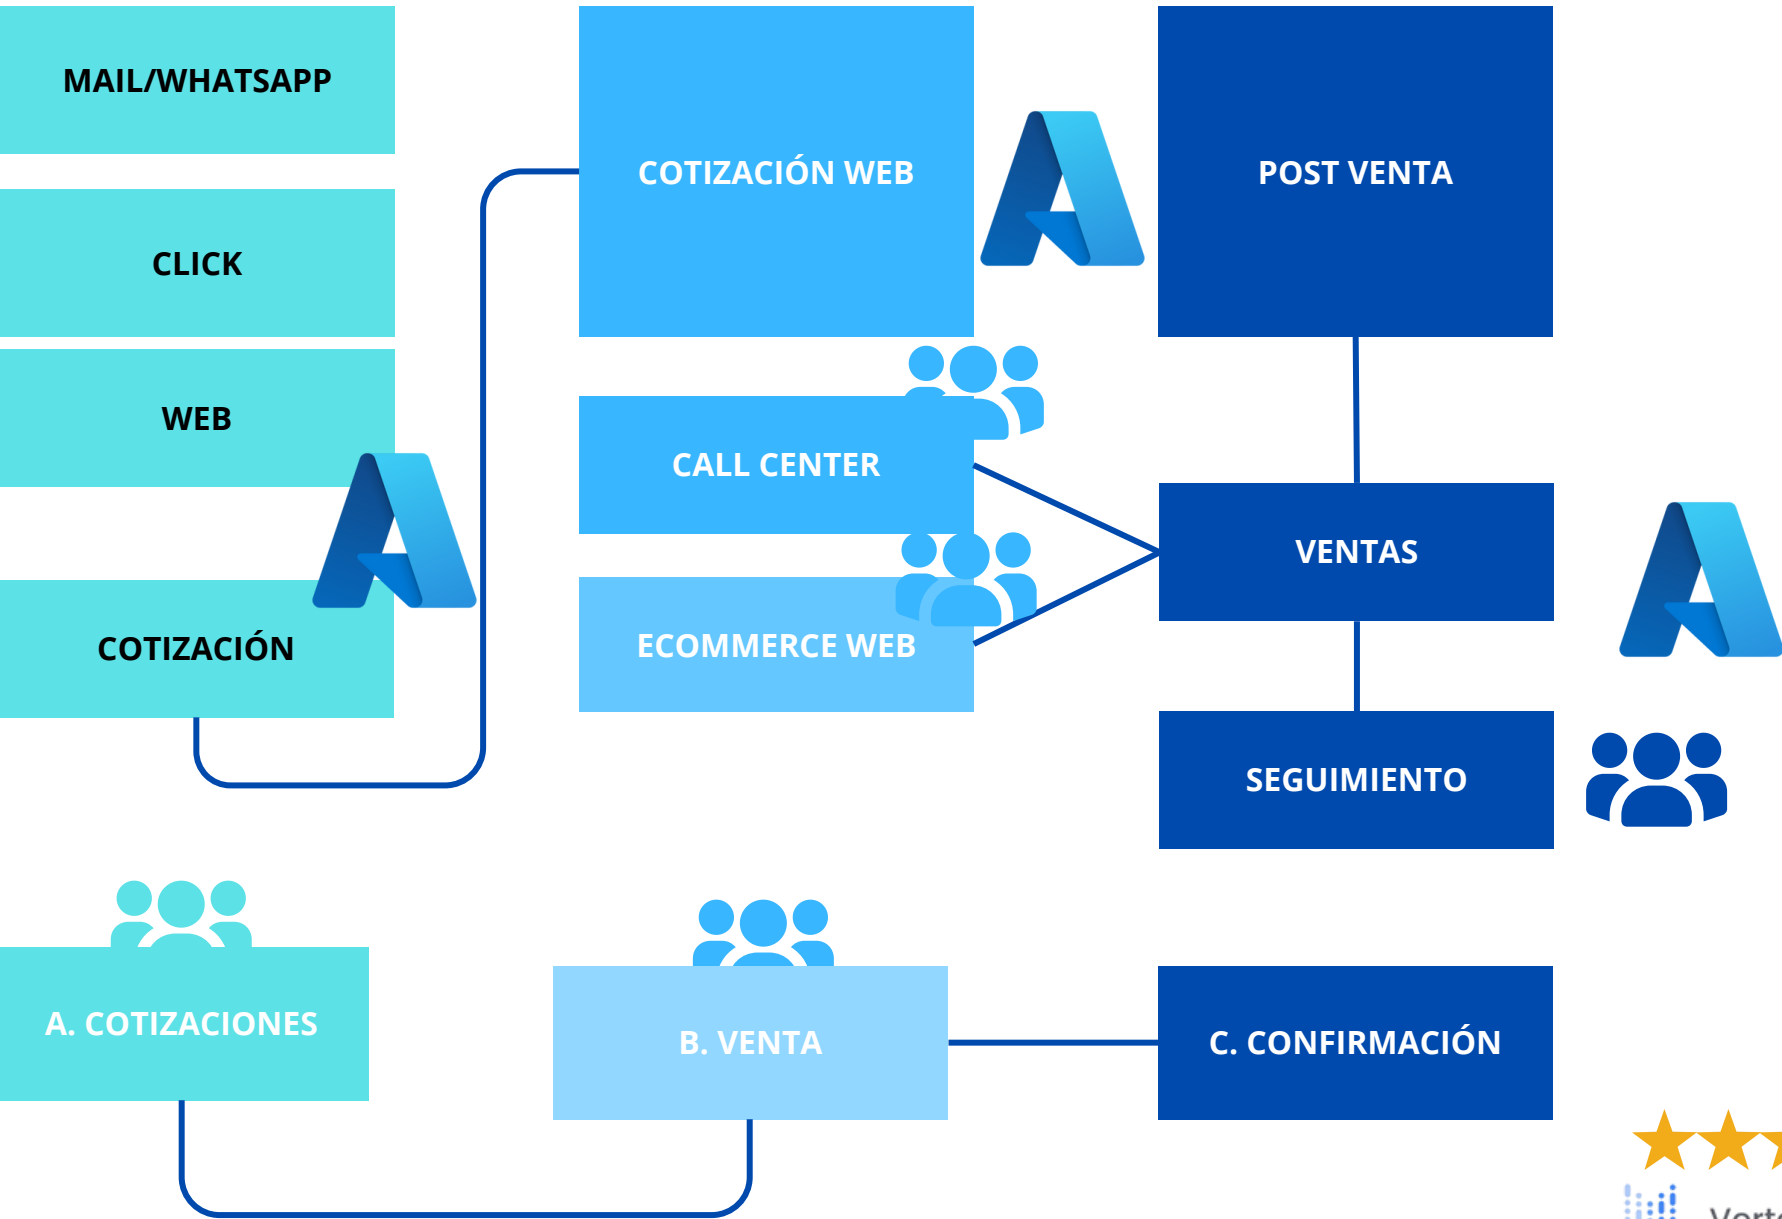 MAIL/WHATSAPP
CLICK
WEB
COTIZACIÓN
COTIZACIÓN WEB
CALL CENTER
ECOMMERCE WEB
POST VENTA
VENTAS
SEGUIMIENTO
A. COTIZACIONES
B. VENTA
C. CONFIRMACIÓN